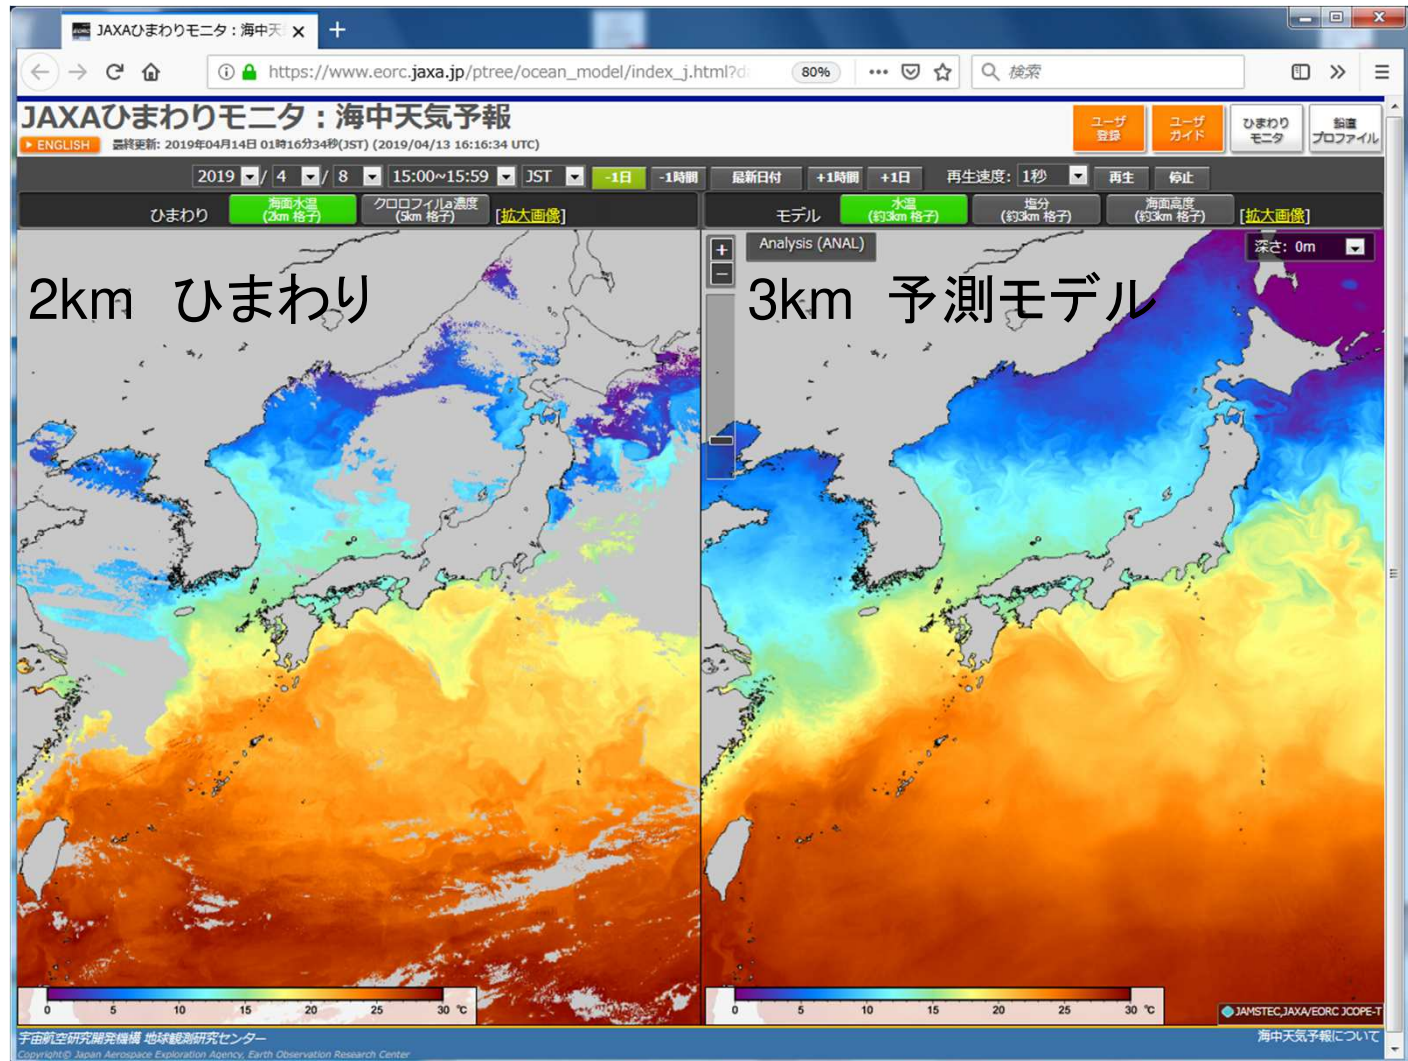 JAXAひまわりモニタ：海中天
https://www.eorc.jaxa.jp/ptree/ocean_model/index_j.html?d
80%
検索
JAXAひまわりモニタ：海中天気予報
ENGLISH 最終更新: 2019年04月14日 01時16分34秒(JST) (2019/04/13 16:16:34 UTC)
ユーザ
登録
ユーザ
ガイド
ひまわり
モニタ
鉛直
プロファイル
2019 / 4 / 8 15:00~15:59 JST -1日 -1時間 最新日付 +1時間 +1日 再生速度: 1秒 再生 停止
ひまわり
海面水温
(2km 格子)
クロロフィルa濃度
(5km 格子)
[拡大画像]
モデル
水温
(約3km 格子)
塩分
(約3km 格子)
海面高度
(約3km 格子)
[拡大画像]
+
−
Analysis (ANAL)
深さ: 0m
2km ひまわり
3km 予測モデル
0 5 10 15 20 25 30 ℃
0 5 10 15 20 25 30 ℃
JAMSTEC,JAXA/EORC JCOPE-T
宇宙航空研究開発機構 地球観測研究センター
海中天気予報について
Copyright© Japan Aerospace Exploration Agency, Earth Observation Research Center